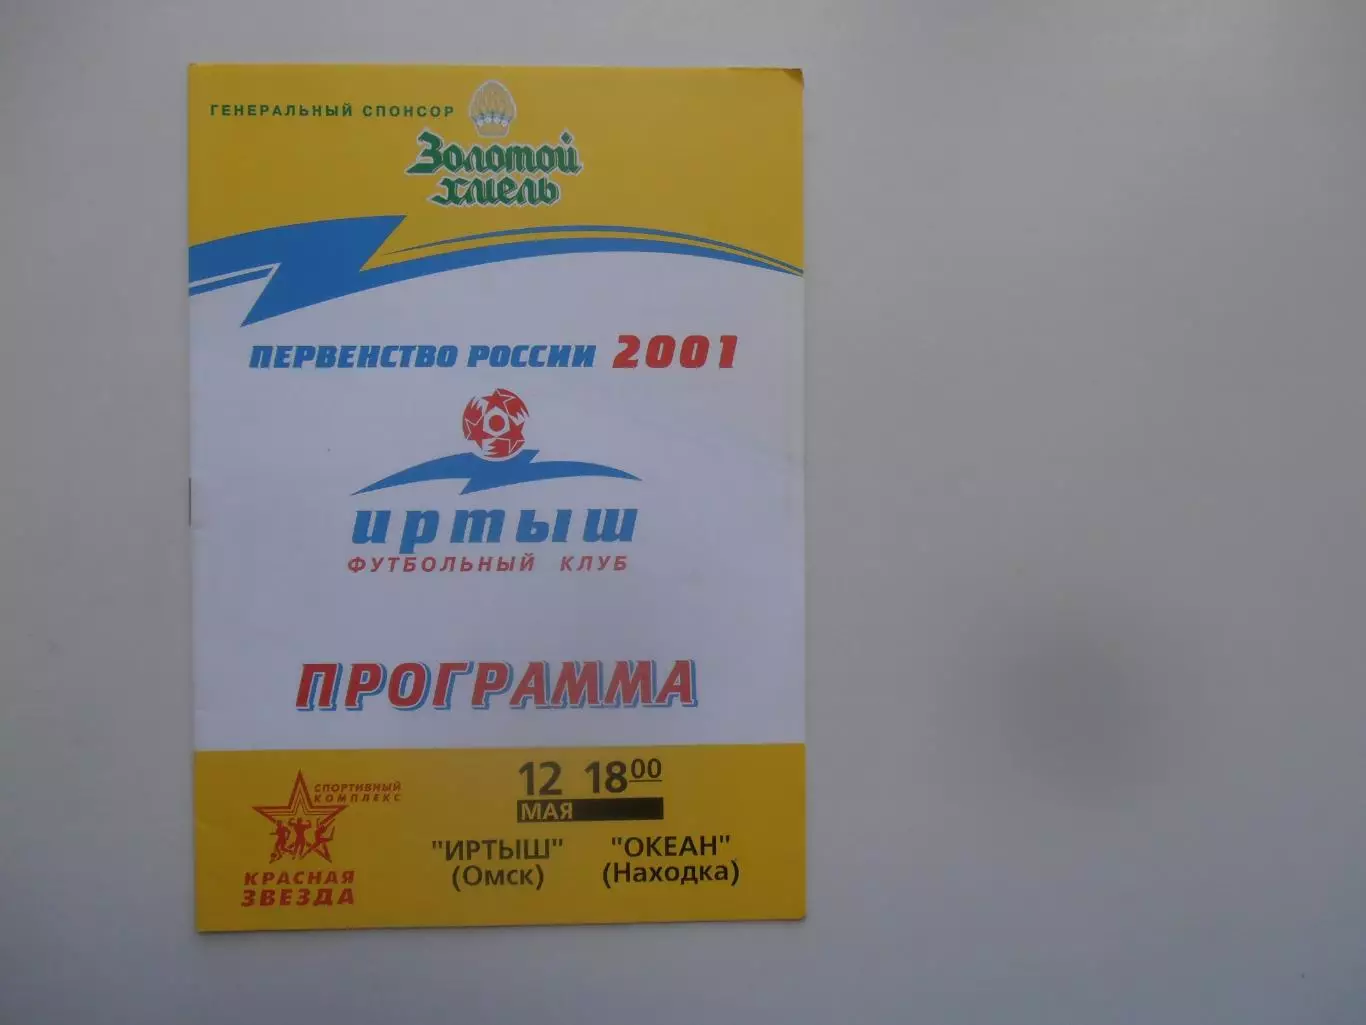 ГЕНЕРАЛЬНЫЙ СПОНСОР
Золотой
хмель
ПЕРВЕНСТВО РОССИИ 2001
иртыш
ФУТБОЛЬНЫЙ КЛУБ
ПРОГРАММА
СПОРТИВНЫЙ
КОМПЛЕКС
КРАСНАЯ
ЗВЕЗДА
12 18 00
МАЯ
"ИРТЫШ" "ОКЕАН"
(Омск) (Находка)